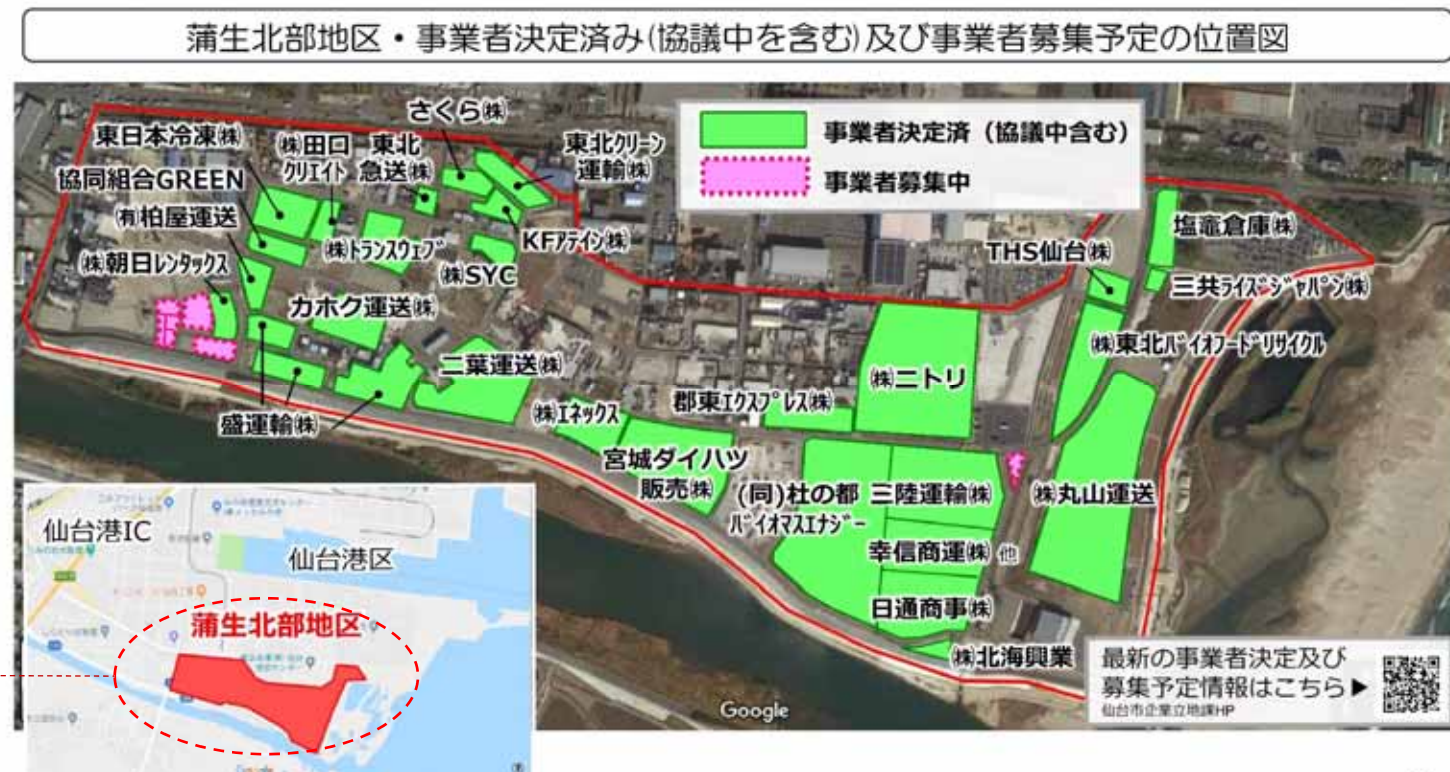 蒲生北部地区・事業者決定済み(協議中を含む)及び事業者募集予定の位置図
事業者決定済（協議中含む）
事業者募集中
さくら㈱
東日本冷凍㈱
㈱田口
クリエイト
東北
急送㈱
東北クリーン
運輸㈱
協同組合GREEN
㈲柏屋運送
㈱トランスウェブ
KFアテイン㈱
㈱朝日レンタックス
㈱SYC
カホク運送㈱
二葉運送㈱
盛運輸㈱
㈱エネックス
郡東エクスプレス㈱
㈱ニトリ
THS仙台㈱
塩竈倉庫㈱
三共ライズジャパン㈱
㈱東北バイオフードリサイクル
宮城ダイハツ
販売㈱
(同)杜の都
バイオマスエナジー
三陸運輸㈱
㈱丸山運送
幸信商運㈱ 他
日通商事㈱
㈱北海興業
Google
最新の事業者決定及び
募集予定情報はこちら▶
仙台市企業立地課HP
仙台港IC
仙台港区
蒲生北部地区